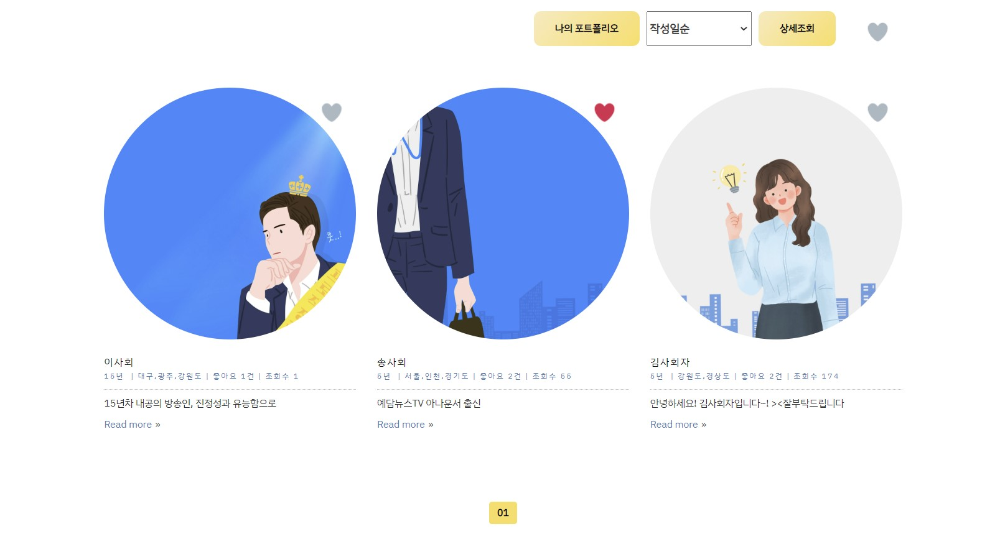 나의 포트폴리오 작성일순 상세조회
훗..!
이사회
15년 | 대구,광주,강원도 | 좋아요 1건 | 조회수 1
15년차 내공의 방송인, 진정성과 유능함으로
Read more »
송사회
5년 | 서울,인천,경기도 | 좋아요 2건 | 조회수 55
예담뉴스TV 아나운서 출신
Read more »
김사회자
5년 | 강원도,경상도 | 좋아요 2건 | 조회수 174
안녕하세요! 김사회자입니다~! ><잘부탁드립니다
Read more »
01